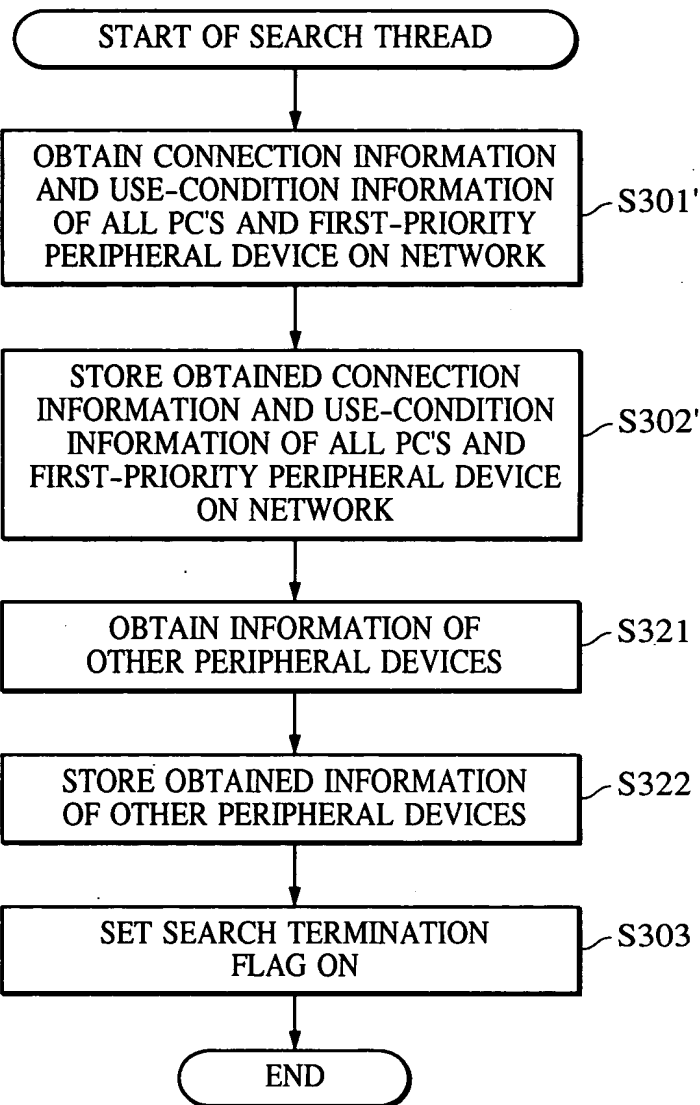 START OF SEARCH THREAD
OBTAIN CONNECTION INFORMATION
AND USE-CONDITION INFORMATION
OF ALL PC'S AND FIRST-PRIORITY
PERIPHERAL DEVICE ON NETWORK
S301'
STORE OBTAINED CONNECTION
INFORMATION AND USE-CONDITION
INFORMATION OF ALL PC'S AND
FIRST-PRIORITY PERIPHERAL DEVICE
ON NETWORK
S302'
OBTAIN INFORMATION OF
OTHER PERIPHERAL DEVICES
S321
STORE OBTAINED INFORMATION
OF OTHER PERIPHERAL DEVICES
S322
SET SEARCH TERMINATION
FLAG ON
S303
END